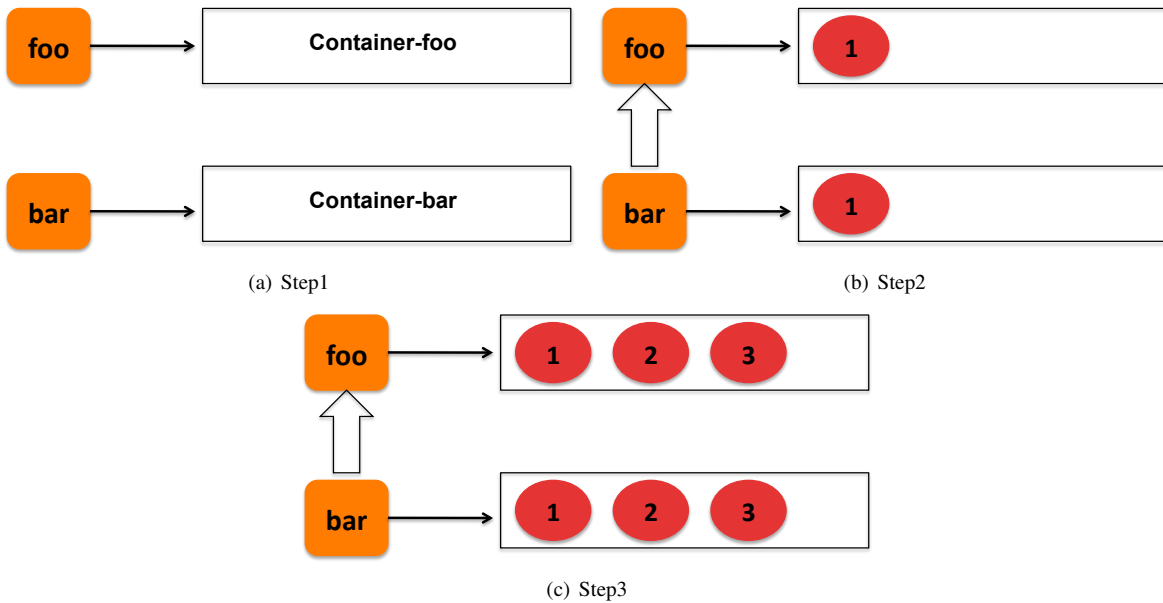 foo
Container-foo
bar
Container-bar
(a) Step1
foo
1
bar
1
(b) Step2
foo
1 2 3
bar
1 2 3
(c) Step3